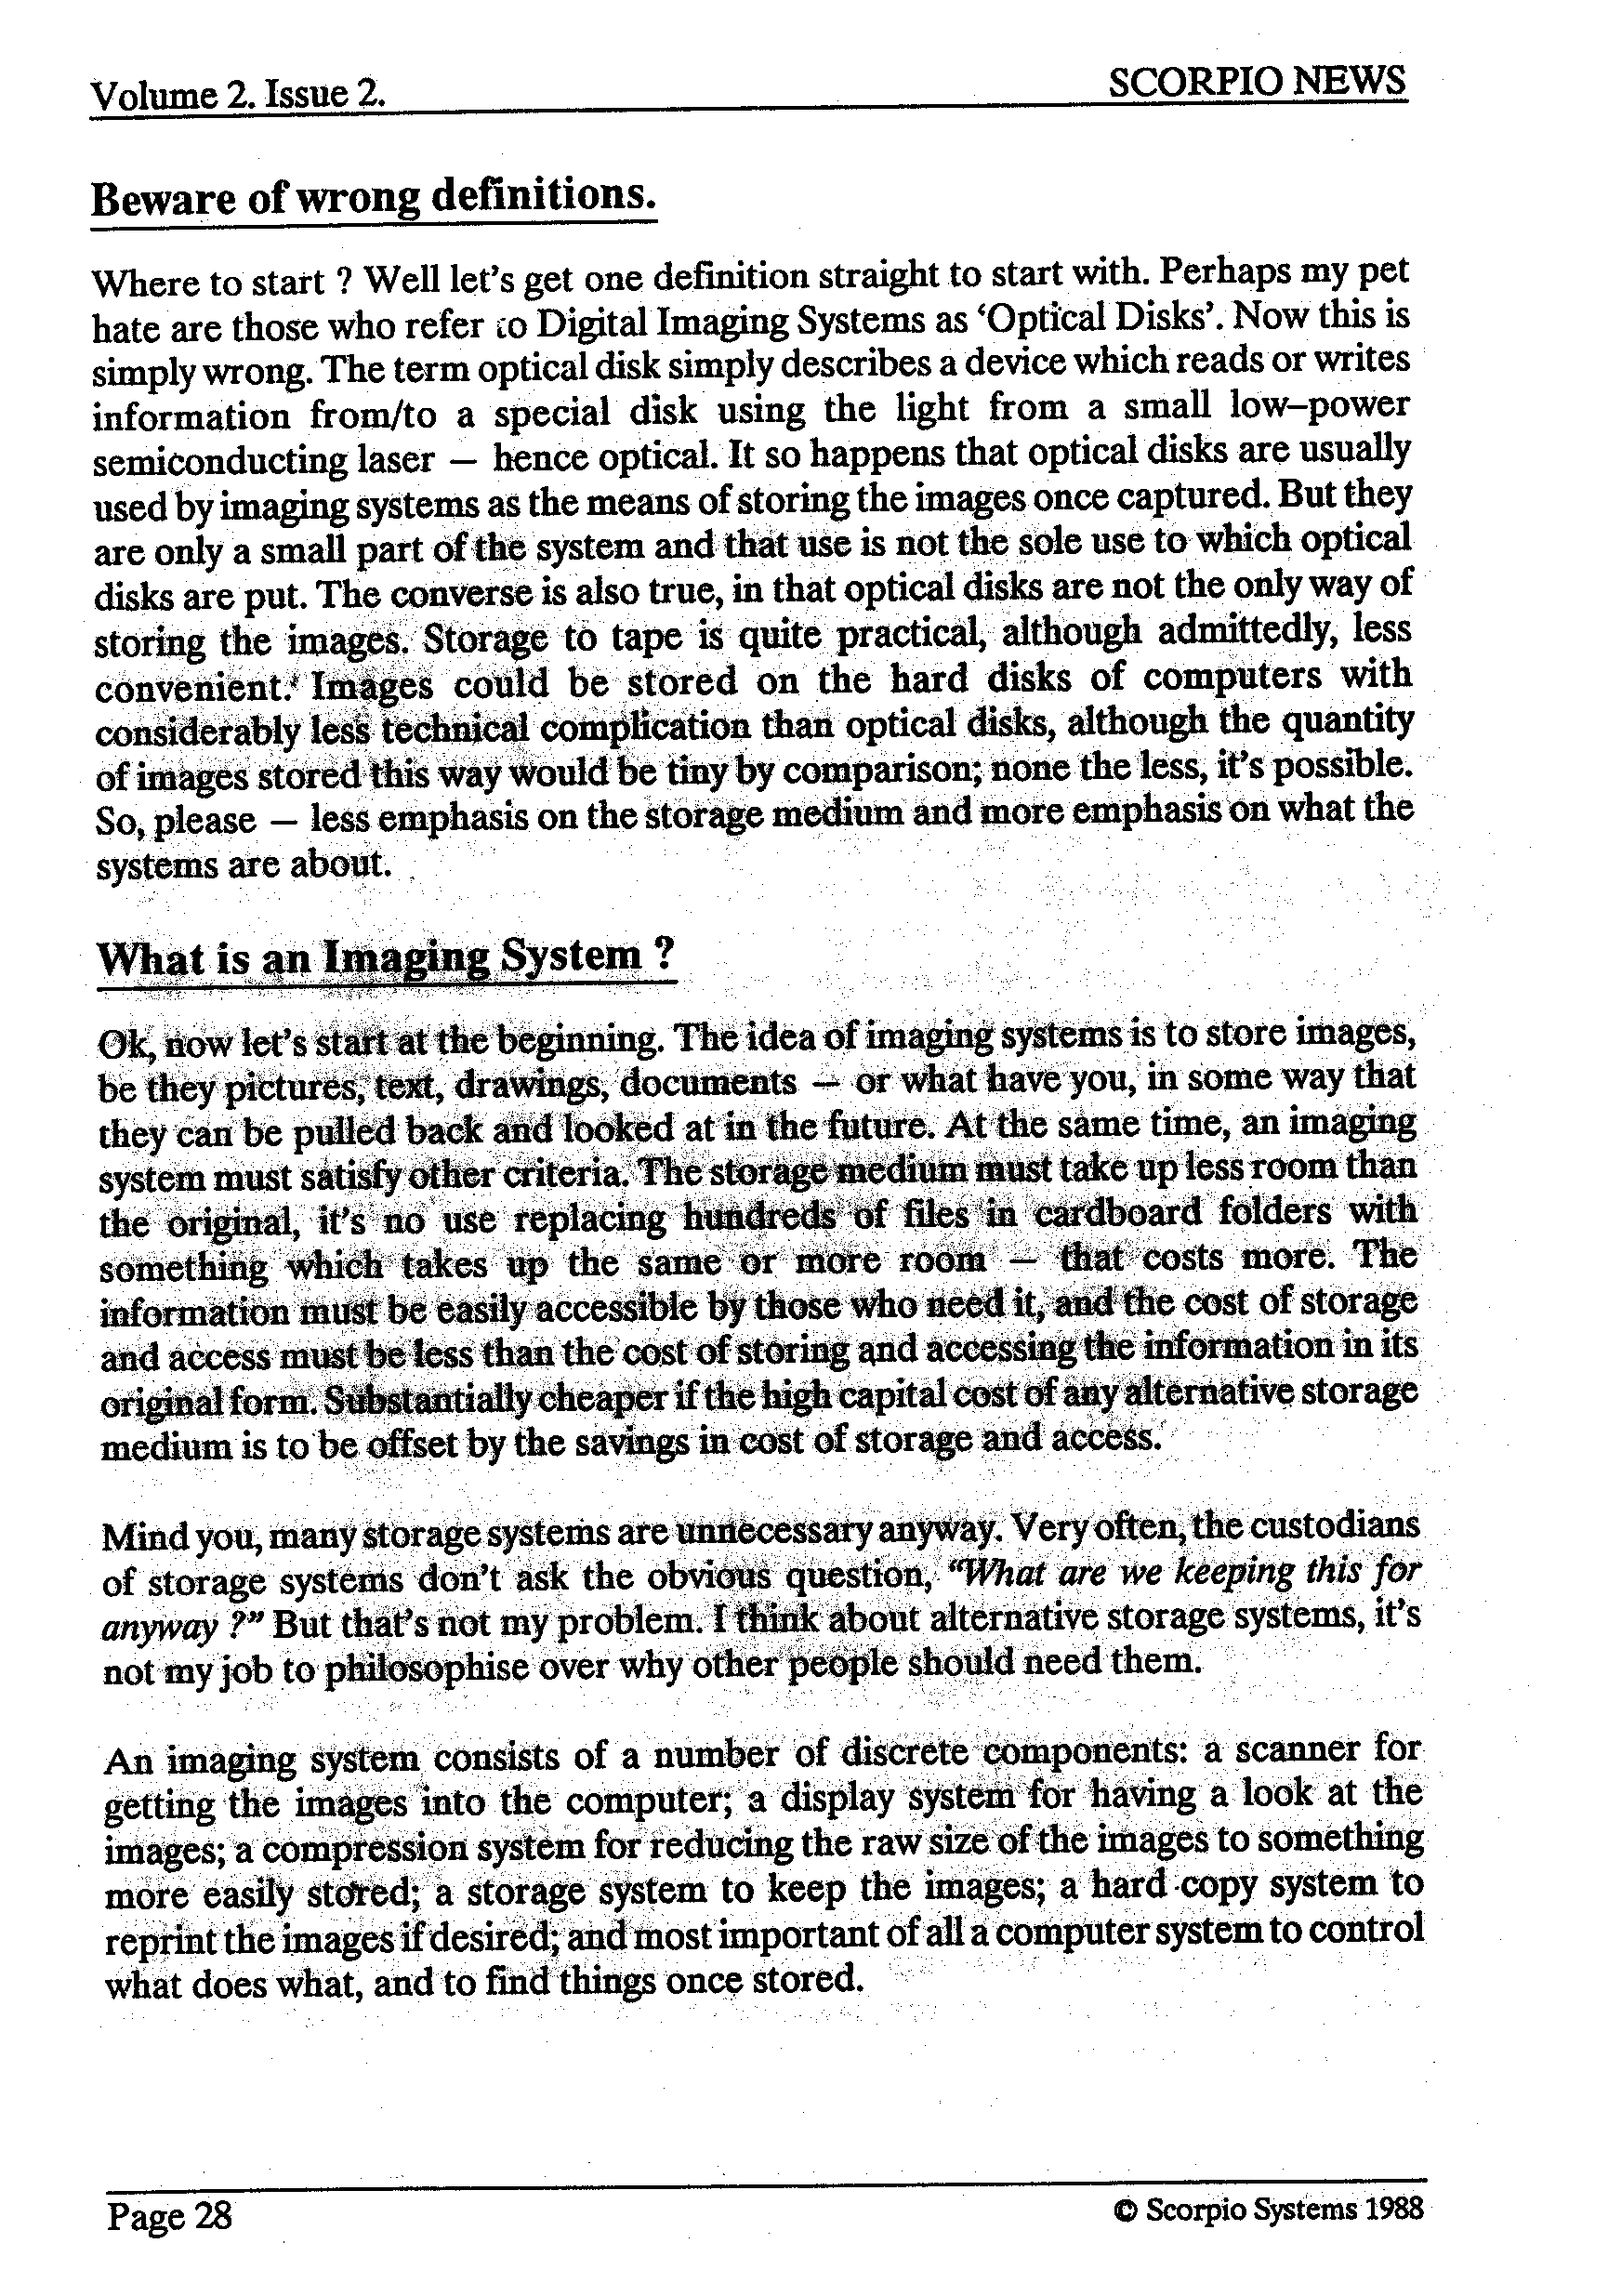 Volume 2. Issue 2. SCORPIO NEWS
Beware of wrong definitions.
Where to start ? Well let's get one definition straight to start with. Perhaps my pet
hate are those who refer to Digital Imaging Systems as ‘Optical Disks’. Now this is
simply wrong. The term optical disk simply describes a device which reads or writes
information from/to a special disk using the light from a small low–power
semiconducting laser — hence optical. It so happens that optical disks are usually
used by imaging systems as the means of storing the images once captured. But they
are only a small part of the system and that use is not the sole use to which optical
disks are put. The converse is also true, in that optical disks are not the only way of
storing the images. Storage to tape is quite practical, although admittedly, less
convenient. Images could be stored on the hard disks of computers with
considerably less technical complication than optical disks, although the quantity
of images stored this way would be tiny by comparison; none the less, it's possible.
So, please — less emphasis on the storage medium and more emphasis on what the
systems are about.
What is an Imaging System ?
Ok, now let's start at the beginning. The idea of imaging systems is to store images,
be they pictures, text, drawings, documents — or what have you, in some way that
they can be pulled back and looked at in the future. At the same time, an imaging
system must satisfy other criteria. The storage medium must take up less room than
the original, it's no use replacing hundreds of files in cardboard folders with
something which takes up the same or more room — that costs more. The
information must be easily accessible by those who need it, and the cost of storage
and access must be less than the cost of storing and accessing the information in its
original form. Substantially cheaper if the high capital cost of any alternative storage
medium is to be offset by the savings in cost of storage and access.
Mind you, many storage systems are unnecessary anyway. Very often, the custodians
of storage systems don't ask the obvious question, “What are we keeping this for
anyway ?” But that's not my problem. I think about alternative storage systems, it's
not my job to philosophise over why other people should need them.
An imaging system consists of a number of discrete components: a scanner for
getting the images into the computer; a display system for having a look at the
images; a compression system for reducing the raw size of the images to something
more easily stored; a storage system to keep the images; a hard copy system to
reprint the images if desired; and most important of all a computer system to control
what does what, and to find things once stored.
Page 28 © Scorpio Systems 1988